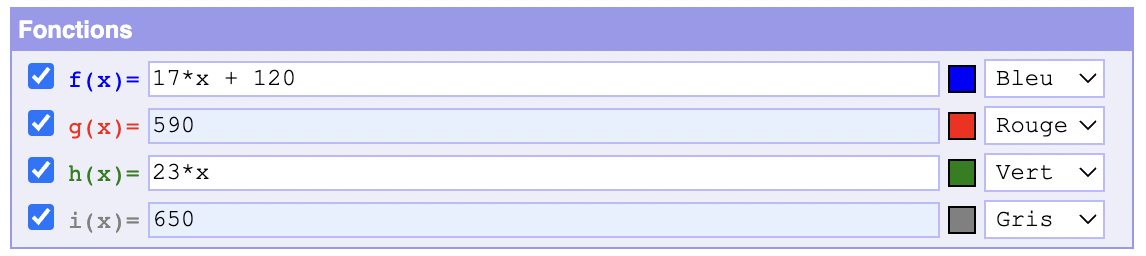 Fonctions
f(x)= 17*x + 120 Bleu
g(x)= 590 Rouge
h(x)= 23*x Vert
i(x)= 650 Gris